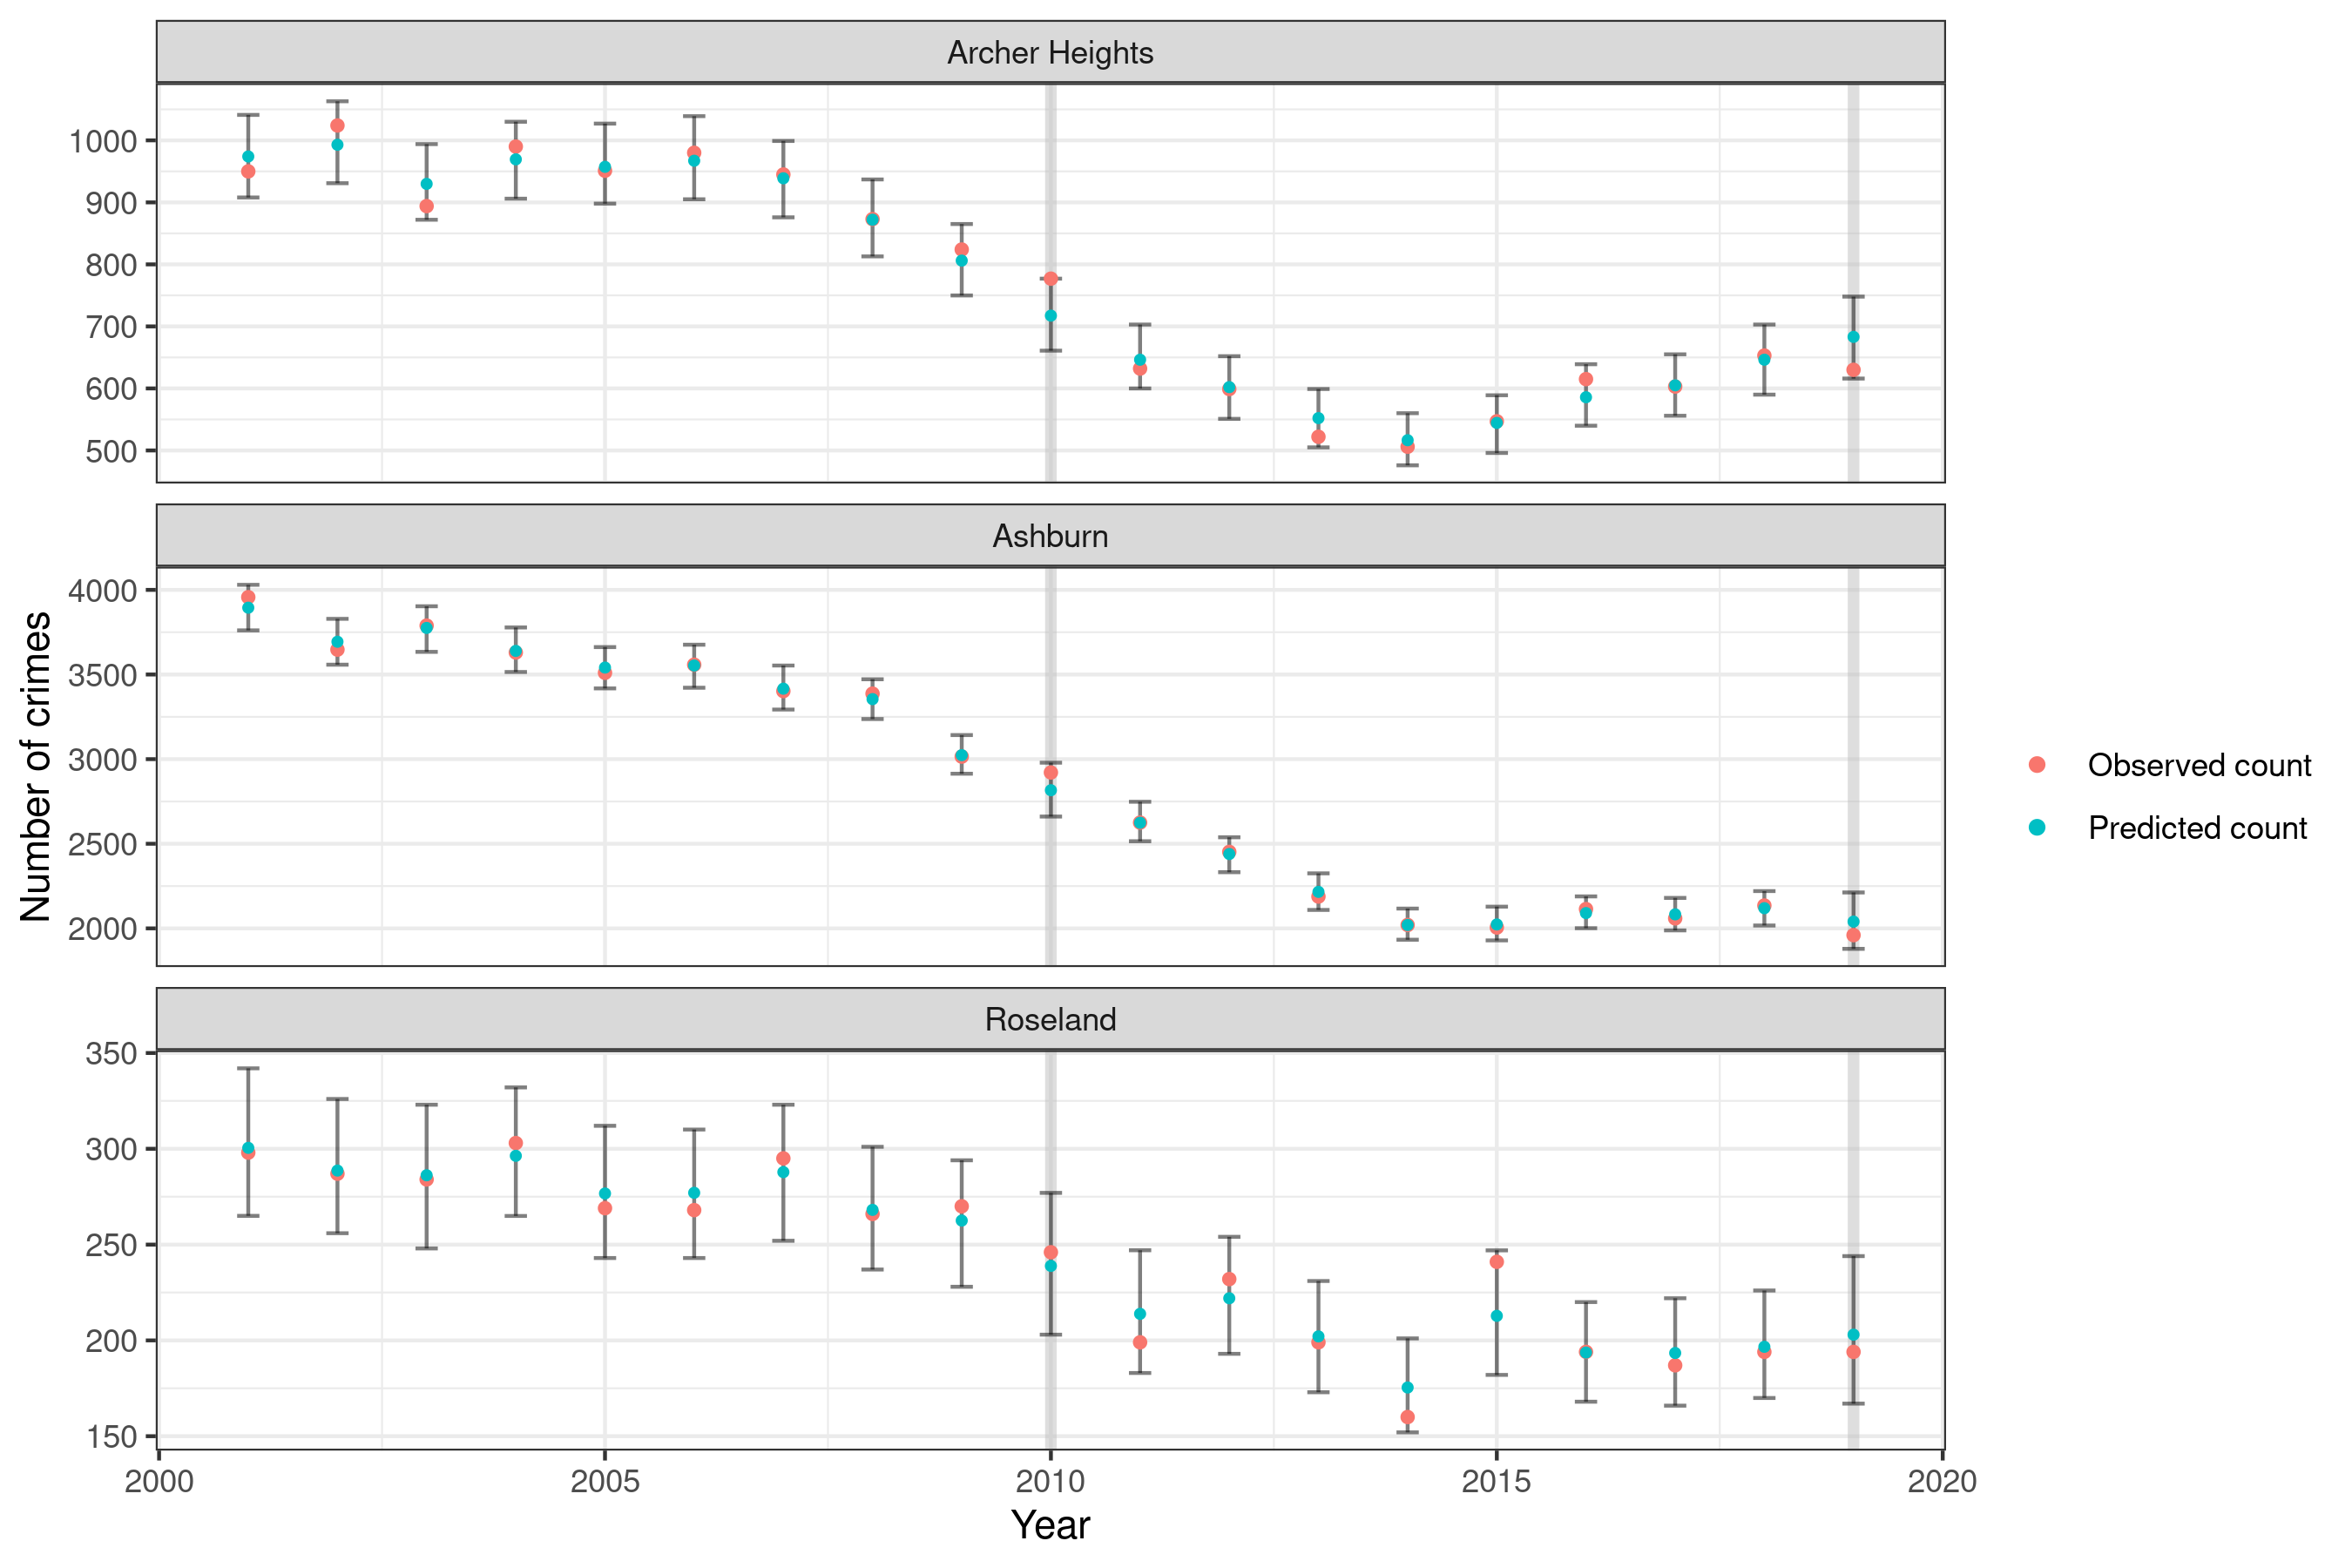 Archer Heights
1000
900
800
700
600
500
Ashburn
4000
3500
3000
2500
2000
Roseland
350
300
250
200
150
2000 2005 2010 2015 2020
Year
Number of crimes
Observed count
Predicted count